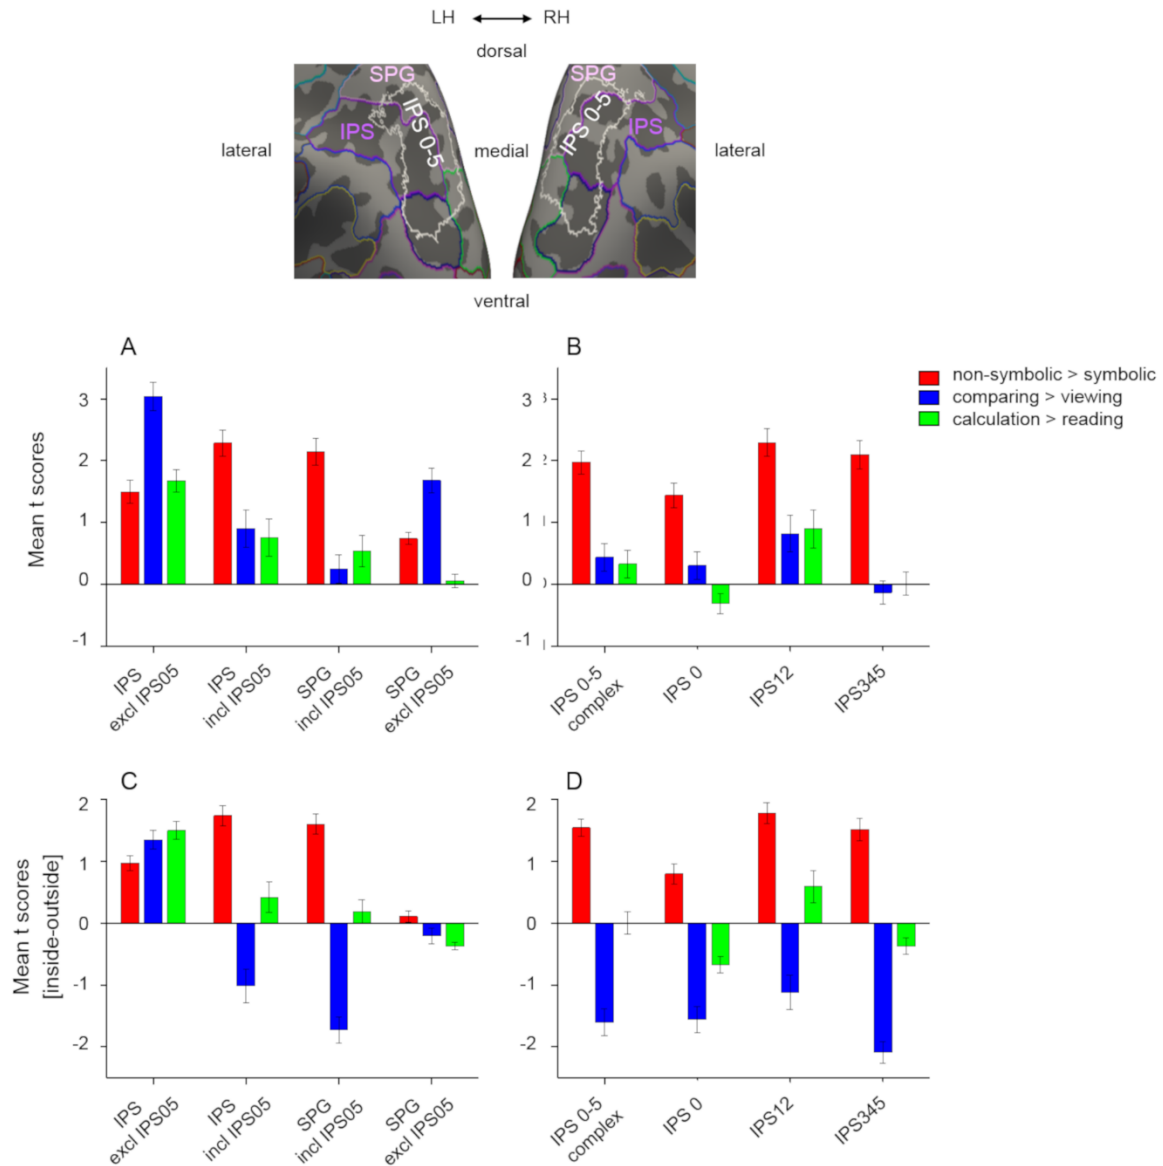 LH RH
dorsal
SPG SPG
IPS 0-5 IPS 0-5
IPS IPS
lateral medial lateral
ventral
A B
non-symbolic > symbolic
comparing > viewing
calculation > reading
Mean t scores
3
2
1
0
-1
3
2
1
0
-1
IPS
excl IPS05
IPS
incl IPS05
SPG
incl IPS05
SPG
excl IPS05
IPS 0-5
complex
IPS 0
IPS12
IPS345
C D
Mean t scores
[inside-outside]
2
1
0
-1
-2
2
1
0
-1
-2
IPS
excl IPS05
IPS
incl IPS05
SPG
incl IPS05
SPG
excl IPS05
IPS 0-5
complex
IPS 0
IPS12
IPS345